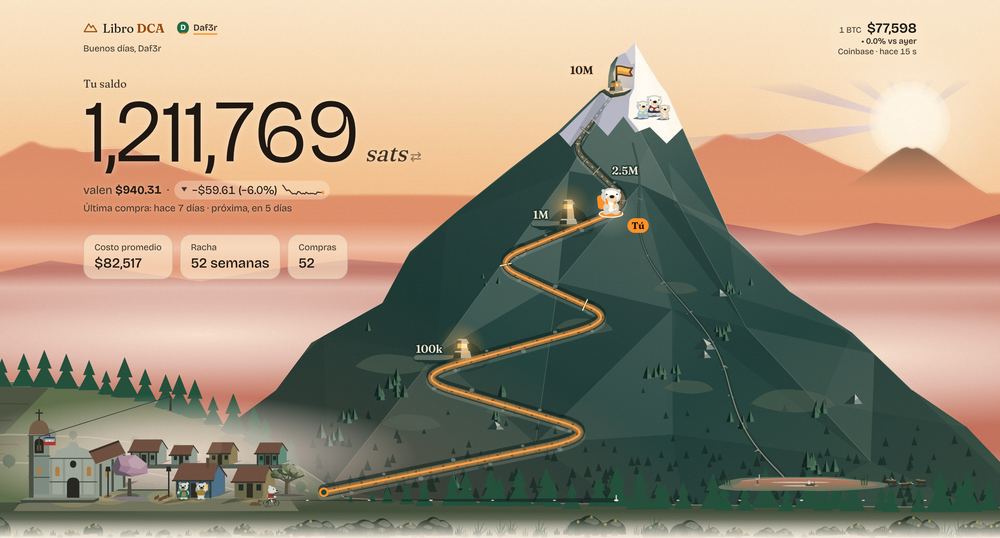 Libro DCA
D Daf3r
Buenos días, Daf3r
1 BTC $77,598
• 0.0% vs ayer
Coinbase · hace 15 s
Tu saldo
1,211,769 sats
valen $940.31 · ▼ −$59.61 (−6.0%)
Última compra: hace 7 días · próxima, en 5 días
Costo promedio
$82,517
Racha
52 semanas
Compras
52
10M
2.5M
1M
Tú
100k